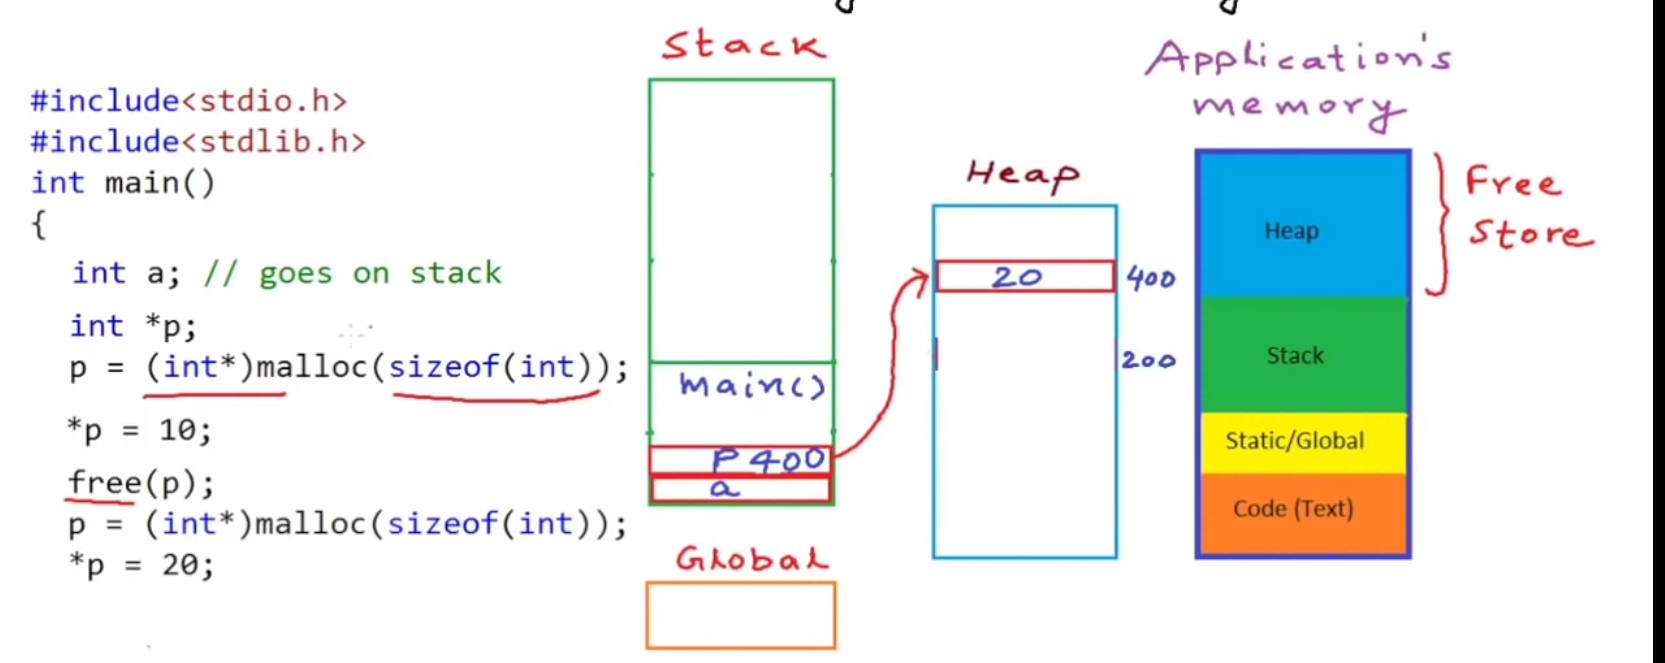 #include<stdio.h>
#include<stdlib.h>
int main()
{
int a; // goes on stack
int *p;
p = (int*)malloc(sizeof(int));
*p = 10;
free(p);
p = (int*)malloc(sizeof(int));
*p = 20;
Stack
main()
P 400
a
Global
Heap
20 400
200
Application's
memory
Heap
Stack
Static/Global
Code (Text)
Free
Store